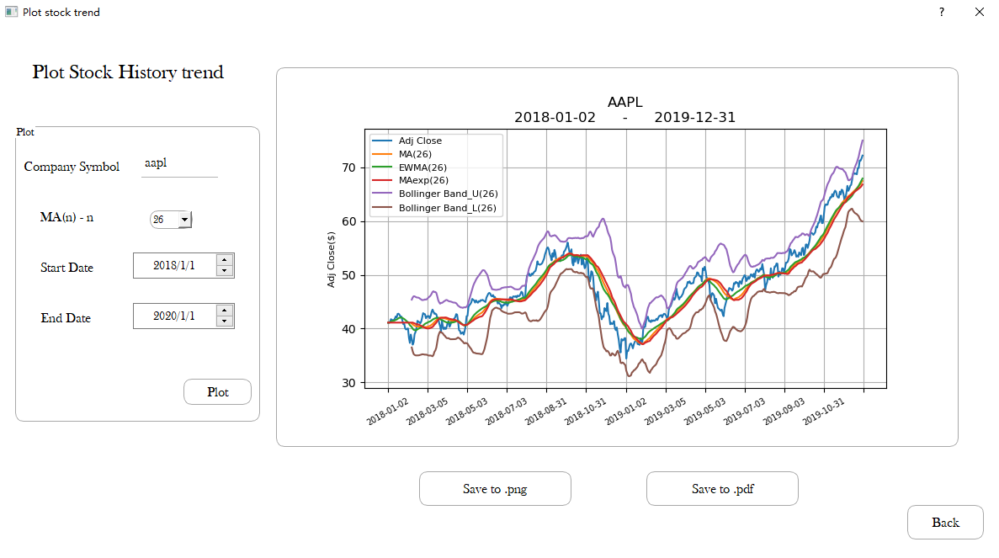 Plot stock trend
?
Plot Stock History trend
Plot
Company Symbol aapl
MA(n) - n 26
Start Date 2018/1/1
End Date 2020/1/1
Plot
AAPL
2018-01-02 - 2019-12-31
Adj Close
MA(26)
EWMA(26)
MAexp(26)
Bollinger Band_U(26)
Bollinger Band_L(26)
Adj Close($)
70
60
50
40
30
2018-01-02 2018-03-05 2018-05-03 2018-07-03 2018-08-31 2018-10-31 2019-01-02 2019-03-05 2019-05-03 2019-07-03 2019-09-03 2019-10-31
Save to .png Save to .pdf
Back